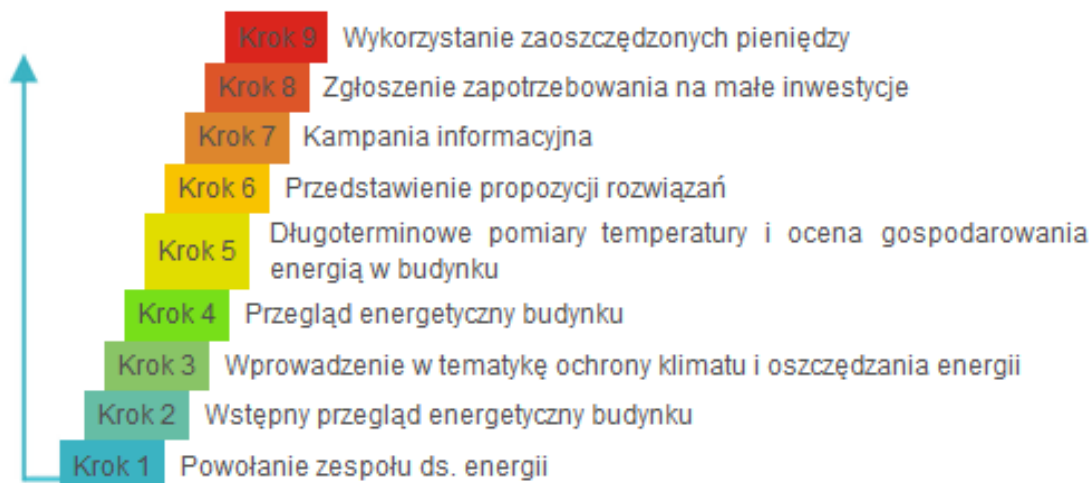 Krok 9 Wykorzystanie zaoszczędzonych pieniędzy
Krok 8 Zgłoszenie zapotrzebowania na małe inwestycje
Krok 7 Kampania informacyjna
Krok 6 Przedstawienie propozycji rozwiązań
Krok 5 Długoterminowe pomiary temperatury i ocena gospodarowania
energią w budynku
Krok 4 Przegląd energetyczny budynku
Krok 3 Wprowadzenie w tematykę ochrony klimatu i oszczędzania energii
Krok 2 Wstępny przegląd energetyczny budynku
Krok 1 Powołanie zespołu ds. energii